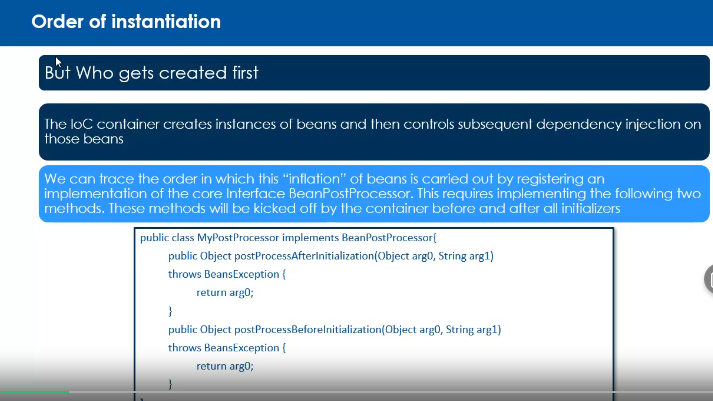 Order of instantiation
But Who gets created first
The IoC container creates instances of beans and then controls subsequent dependency injection on
those beans
We can trace the order in which this “inflation” of beans is carried out by registering an
implementation of the core Interface BeanPostProcessor. This requires implementing the following two
methods. These methods will be kicked off by the container before and after all initializers
public class MyPostProcessor implements BeanPostProcessor{
public Object postProcessAfterInitialization(Object arg0, String arg1)
throws BeansException {
return arg0;
}
public Object postProcessBeforeInitialization(Object arg0, String arg1)
throws BeansException {
return arg0;
}
}